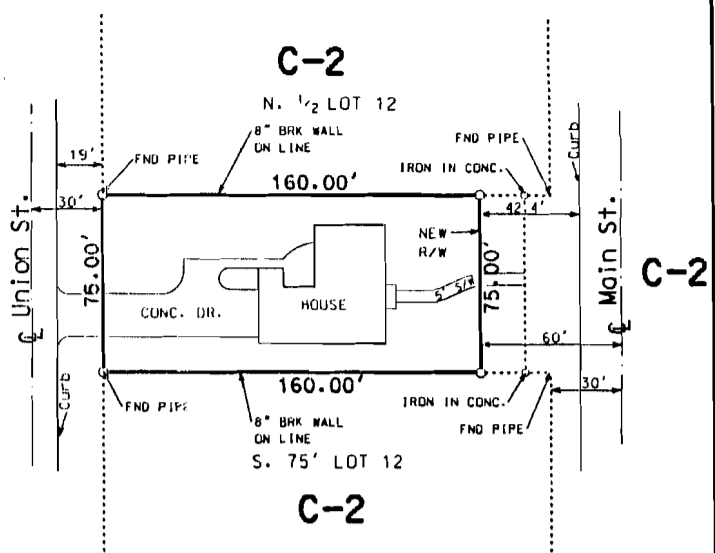 C-2
N. 1/2 LOT 12
8" BRK WALL
ON LINE
FND PIPE
IRON IN CONC.
Curb
19'
FND PIPE
160.00'
30'
42.4'
NEW
R/W
℄ Union St.
75.00'
CONC. DR.
HOUSE
5' S/W
75.00'
℄ Main St.
C-2
60'
30'
160.00'
Curb
FND PIPE
8" BRK WALL
ON LINE
IRON IN CONC.
FND PIPE
S. 75' LOT 12
C-2